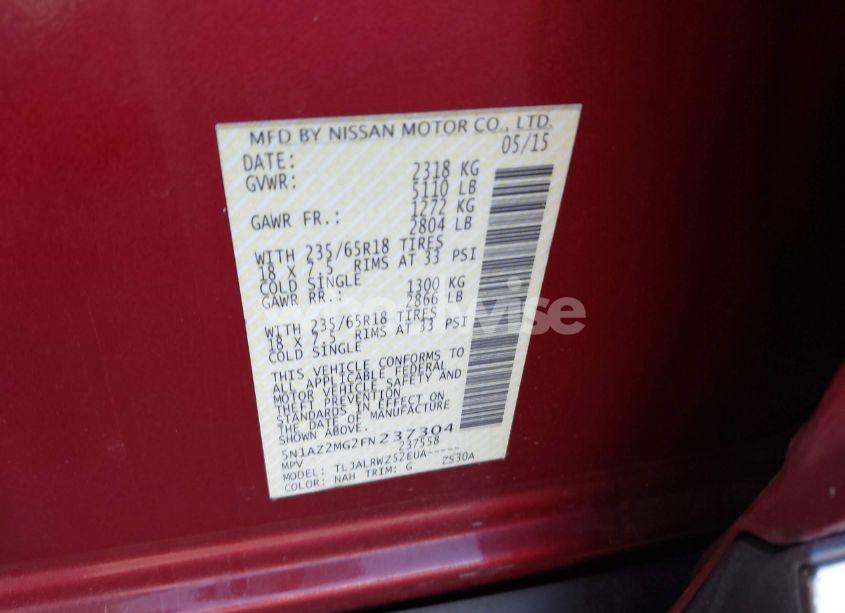 MFD BY NISSAN MOTOR CO., LTD.
DATE: 05/15
GVWR: 2318 KG
5110 LB
GAWR FR.: 1272 KG
2804 LB
WITH 235/65R18 TIRES
18 X 7.5 RIMS AT 33 PSI
COLD SINGLE
GAWR RR.: 1300 KG
2866 LB
WITH 235/65R18 TIRES
18 X 7.5 RIMS AT 33 PSI
COLD SINGLE
THIS VEHICLE CONFORMS TO
ALL APPLICABLE FEDERAL
MOTOR VEHICLE SAFETY AND
THEFT PREVENTION
STANDARDS IN EFFECT ON
THE DATE OF MANUFACTURE
SHOWN ABOVE
5N1AZ2MG2FN237304
MPV 237558
MODEL: TLJALRWZ52EUA-----
COLOR: NAH TRIM: G ZS30A